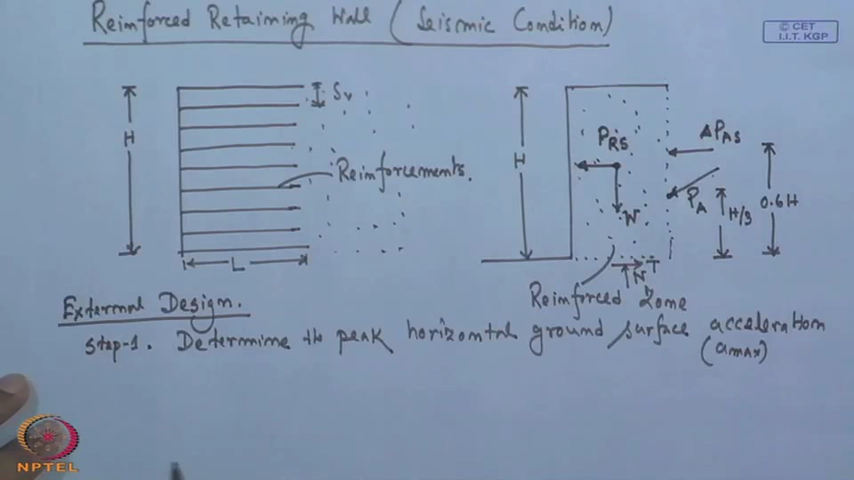 Reinforced Retaining Wall (Seismic Condition)
© CET
I.I.T. KGP
H
Sv
Reinforcements.
L
H
PRS
W
ΔPAS
PA
H/3
0.6H
N
T
Reinforced Zone
External Design.
Step-1. Determine the peak horizontal ground surface acceleration
(amax)
NPTEL